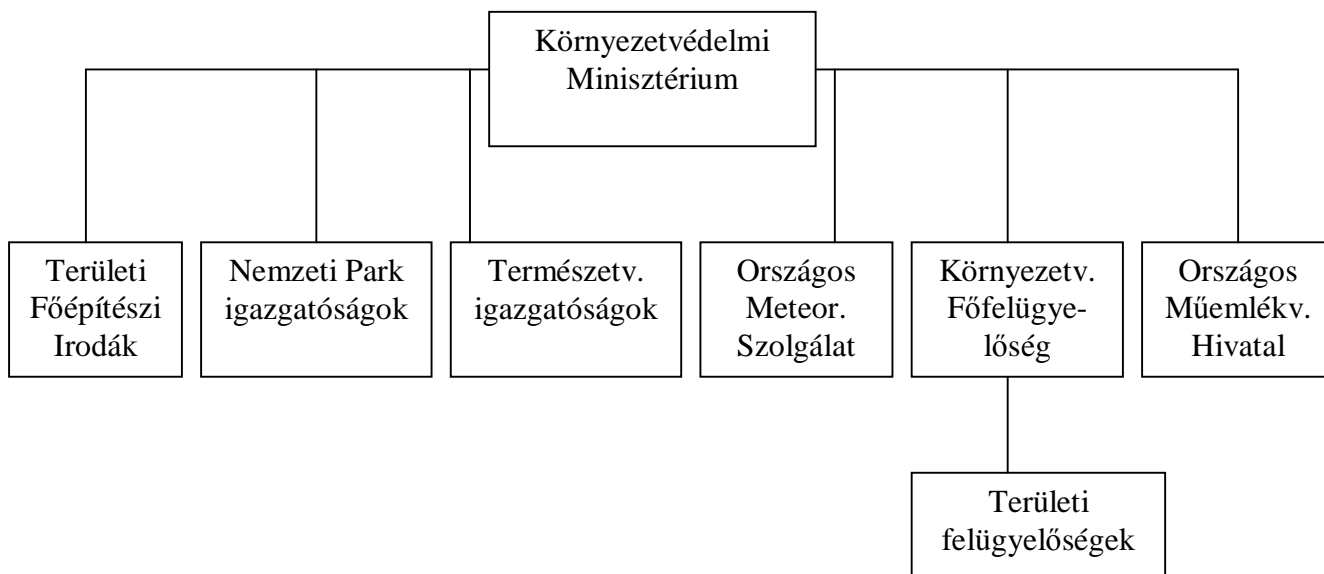 Környezetvédelmi
Minisztérium
Területi
Főépítészi
Irodák
Nemzeti Park
igazgatóságok
Természetv.
igazgatóságok
Országos
Meteor.
Szolgálat
Környezetv.
Főfelügye-
lőség
Országos
Műemlékv.
Hivatal
Területi
felügyelőségek